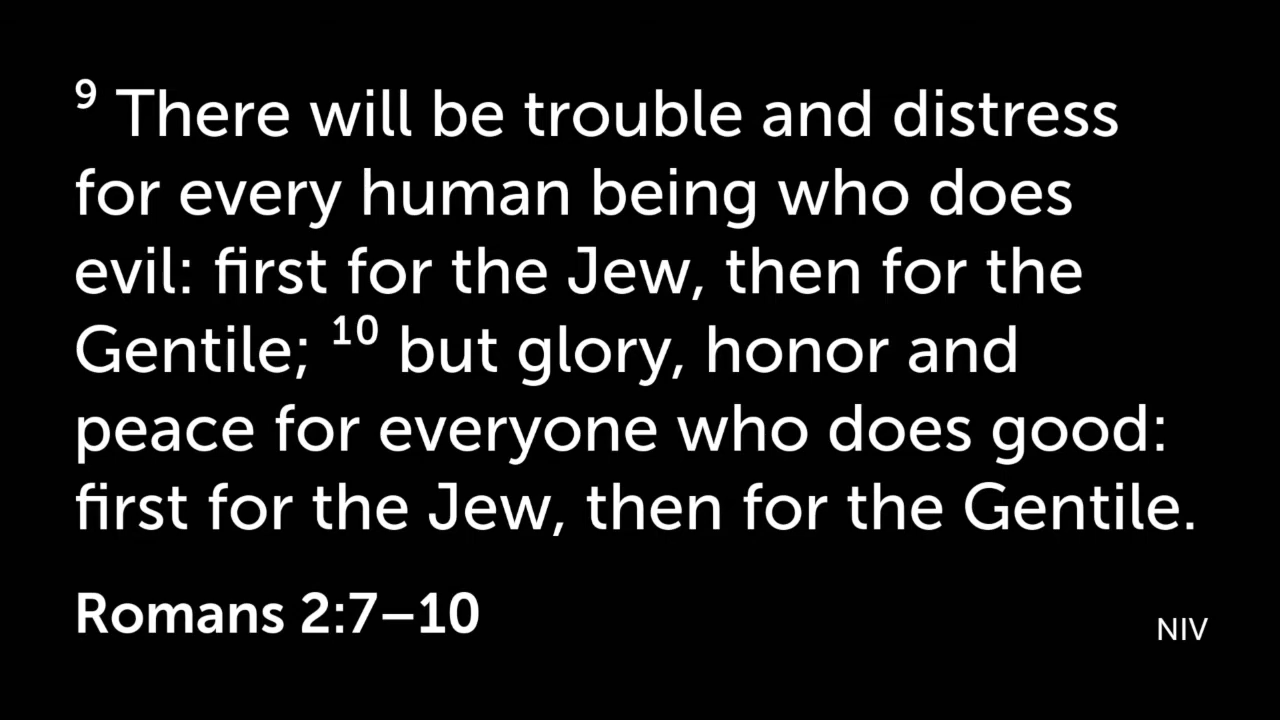 9 There will be trouble and distress
for every human being who does
evil: first for the Jew, then for the
Gentile; 10 but glory, honor and
peace for everyone who does good:
first for the Jew, then for the Gentile.
Romans 2:7–10
NIV